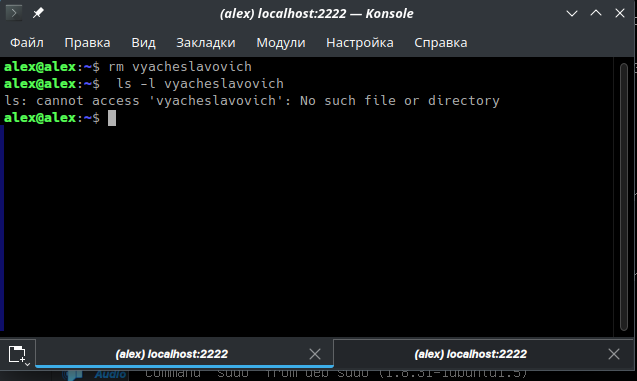 (alex) localhost:2222 — Konsole
Файл Правка Вид Закладки Модули Настройка Справка
alex@alex:~$ rm vyacheslavovich
alex@alex:~$  ls -l vyacheslavovich
ls: cannot access 'vyacheslavovich': No such file or directory
alex@alex:~$
(alex) localhost:2222 (alex) localhost:2222
Audio command 'sudo' from deb sudo (1.8.31-1ubuntu1.5)